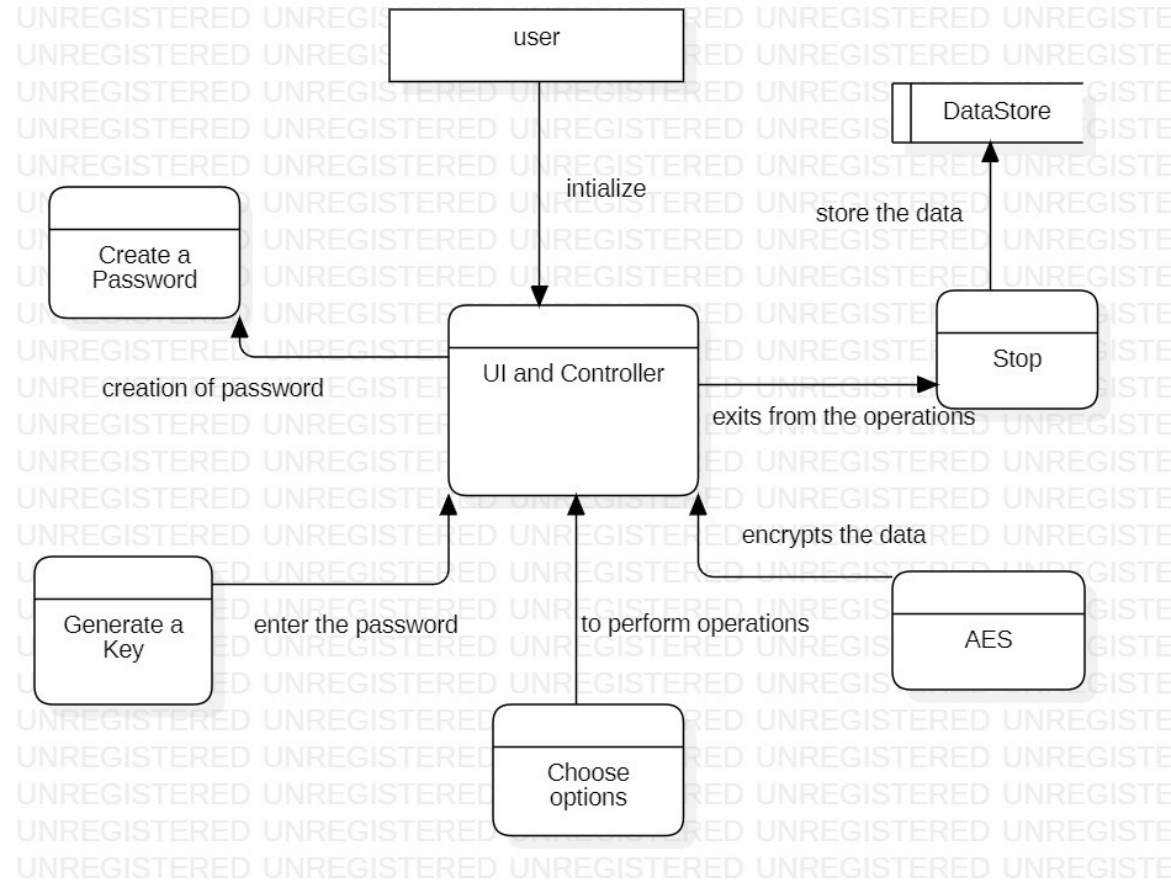 user
DataStore
intialize
store the data
Create a
Password
UI and Controller
Stop
creation of password
exits from the operations
encrypts the data
Generate a
Key
enter the password
to perform operations
AES
Choose
options
UNREGISTERED